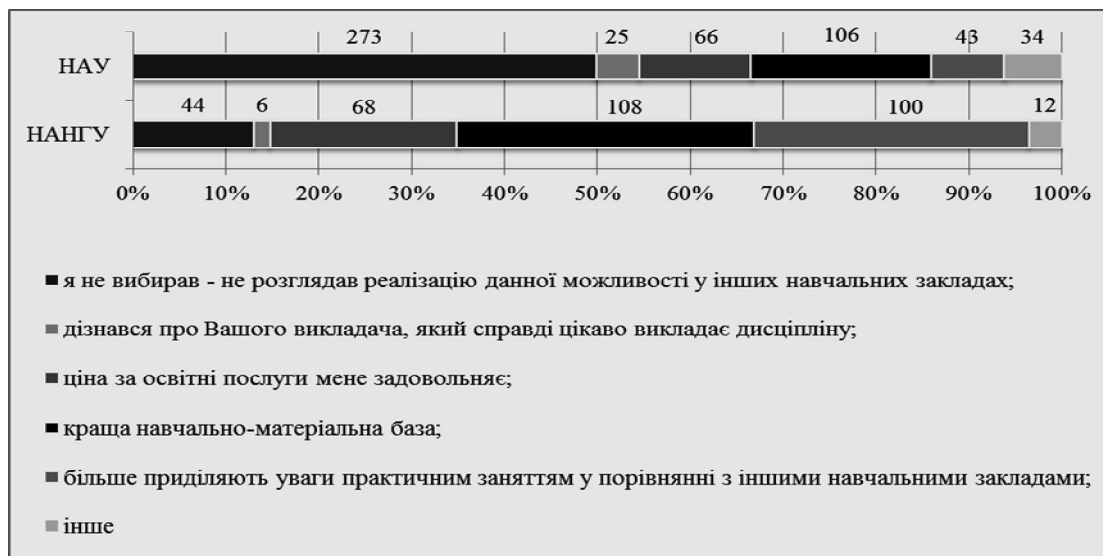 273 25 66 106 43 34
НАУ
44 6 68 108 100 12
НАНГУ
0% 10% 20% 30% 40% 50% 60% 70% 80% 90% 100%
я не вибирав - не розглядав реалізацію данної можливості у інших навчальних закладах;
дізнався про Вашого викладача, який справді цікаво викладає дисціпліну;
ціна за освітні послуги мене задовольняє;
краща навчально-матеріальна база;
більше приділяють уваги практичним заняттям у порівнянні з іншими навчальними закладами;
інше